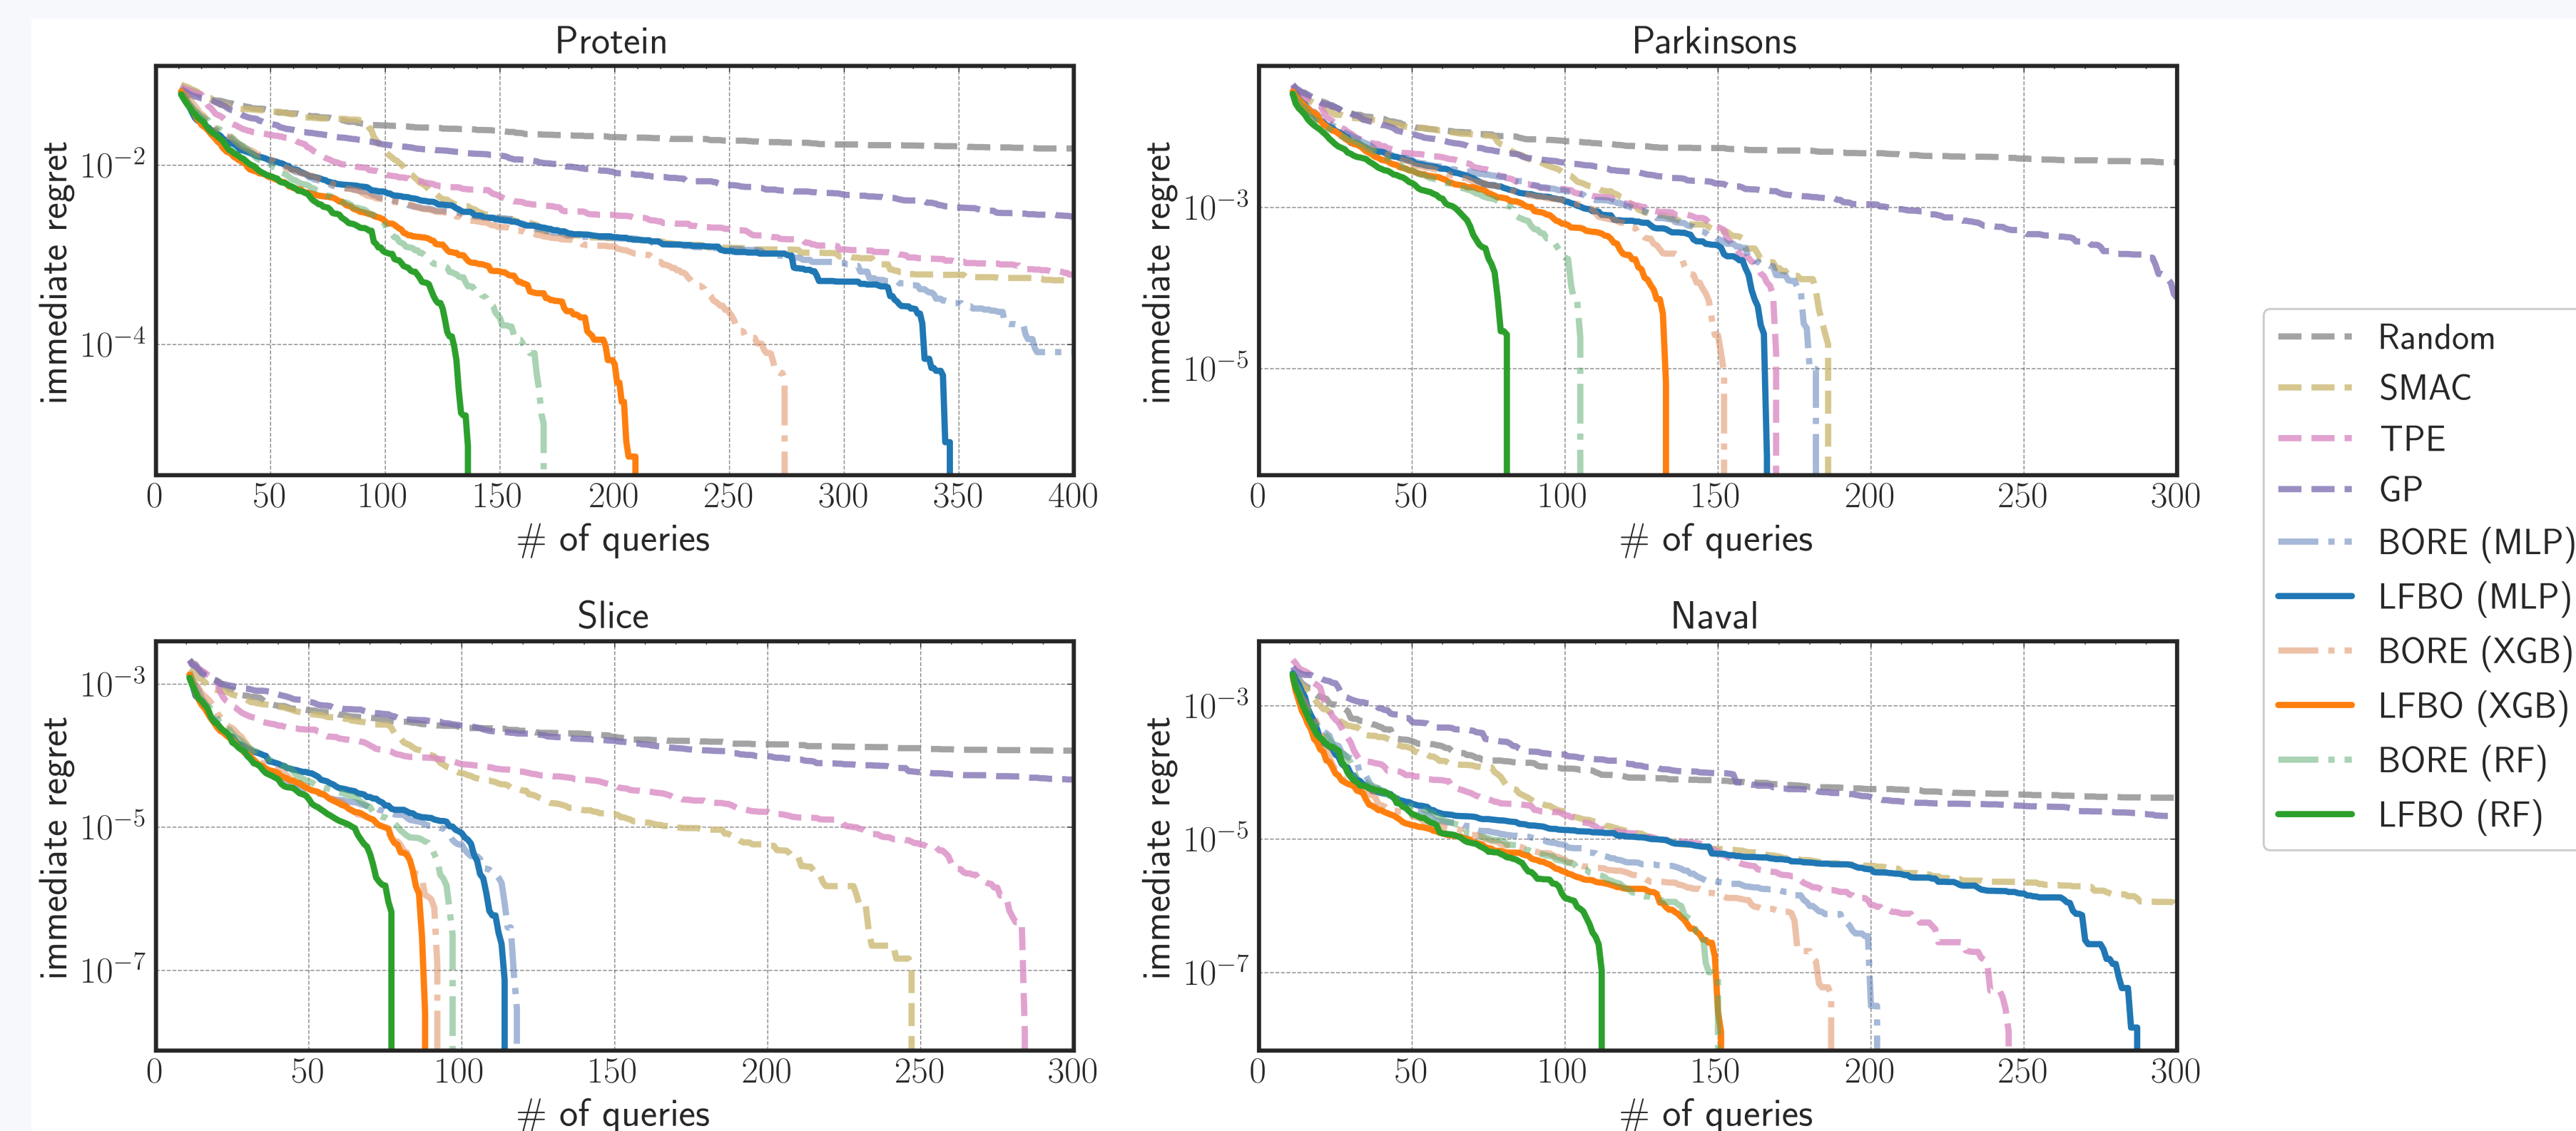 Protein
immediate regret
10^{-2}
10^{-4}
0 50 100 150 200 250 300 350 400
# of queries
Parkinsons
immediate regret
10^{-3}
10^{-5}
0 50 100 150 200 250 300
# of queries
Slice
immediate regret
10^{-3}
10^{-5}
10^{-7}
0 50 100 150 200 250 300
# of queries
Naval
immediate regret
10^{-3}
10^{-5}
10^{-7}
0 50 100 150 200 250 300
# of queries
Random
SMAC
TPE
GP
BORE (MLP)
LFBO (MLP)
BORE (XGB)
LFBO (XGB)
BORE (RF)
LFBO (RF)